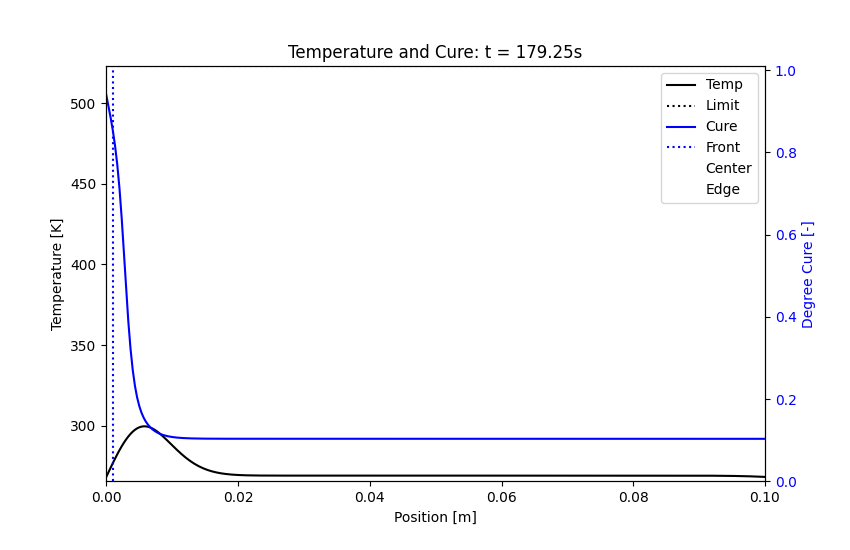 Temperature and Cure: t = 179.25s
Temperature [K]
500
450
400
350
300
Temp
Limit
Cure
Front
Center
Edge
1.0
0.8
0.6
0.4
0.2
0.0
Degree Cure [-]
0.00 0.02 0.04 0.06 0.08 0.10
Position [m]